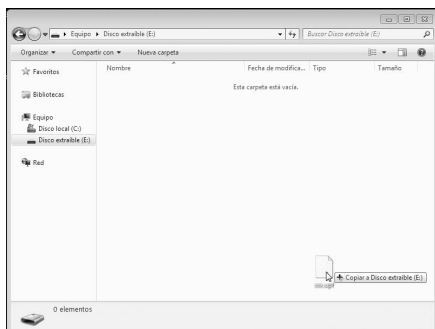 Equipo ▸ Disco extraíble (E:)
Buscar Disco extraíble (E:)
Organizar Compartir con Nueva carpeta
Nombre Fecha de modifica... Tipo Tamaño
Esta carpeta está vacía.
Favoritos
Bibliotecas
Equipo
Disco local (C:)
Disco extraíble (E:)
Red
Copiar a Disco extraíble (E:)
0 elementos